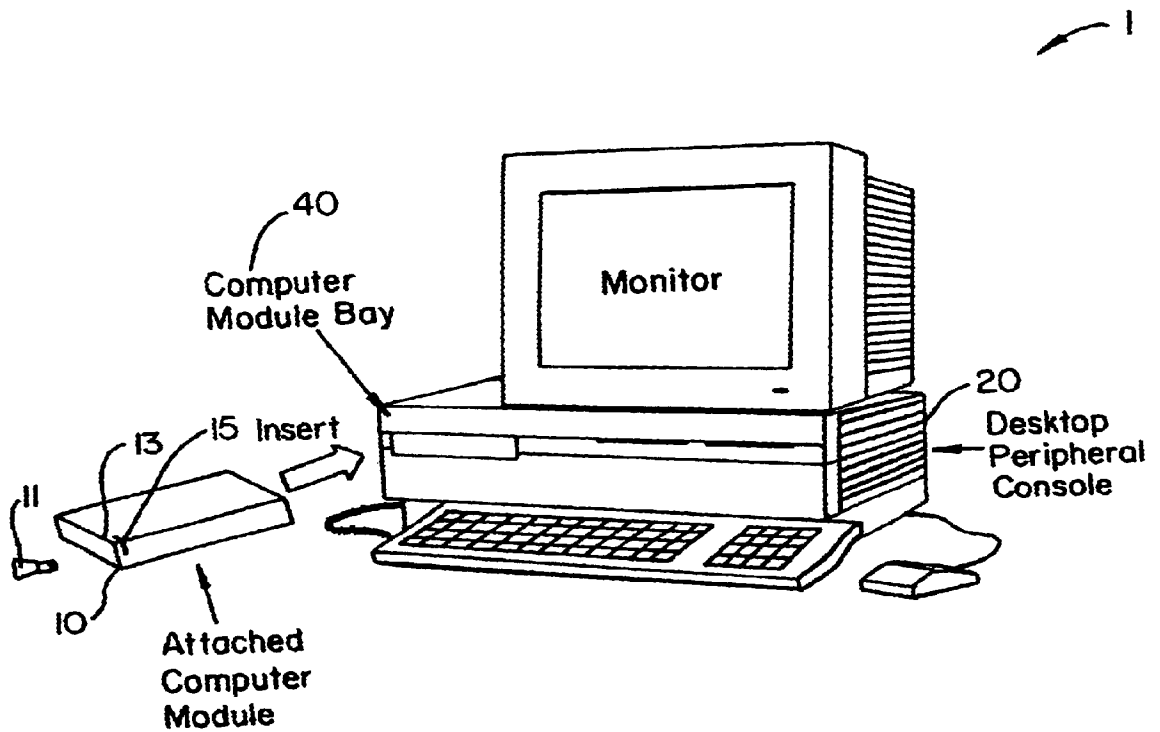 1
40
Computer
Module Bay
Monitor
20
Desktop
Peripheral
Console
13
15
Insert
11
10
Attached
Computer
Module